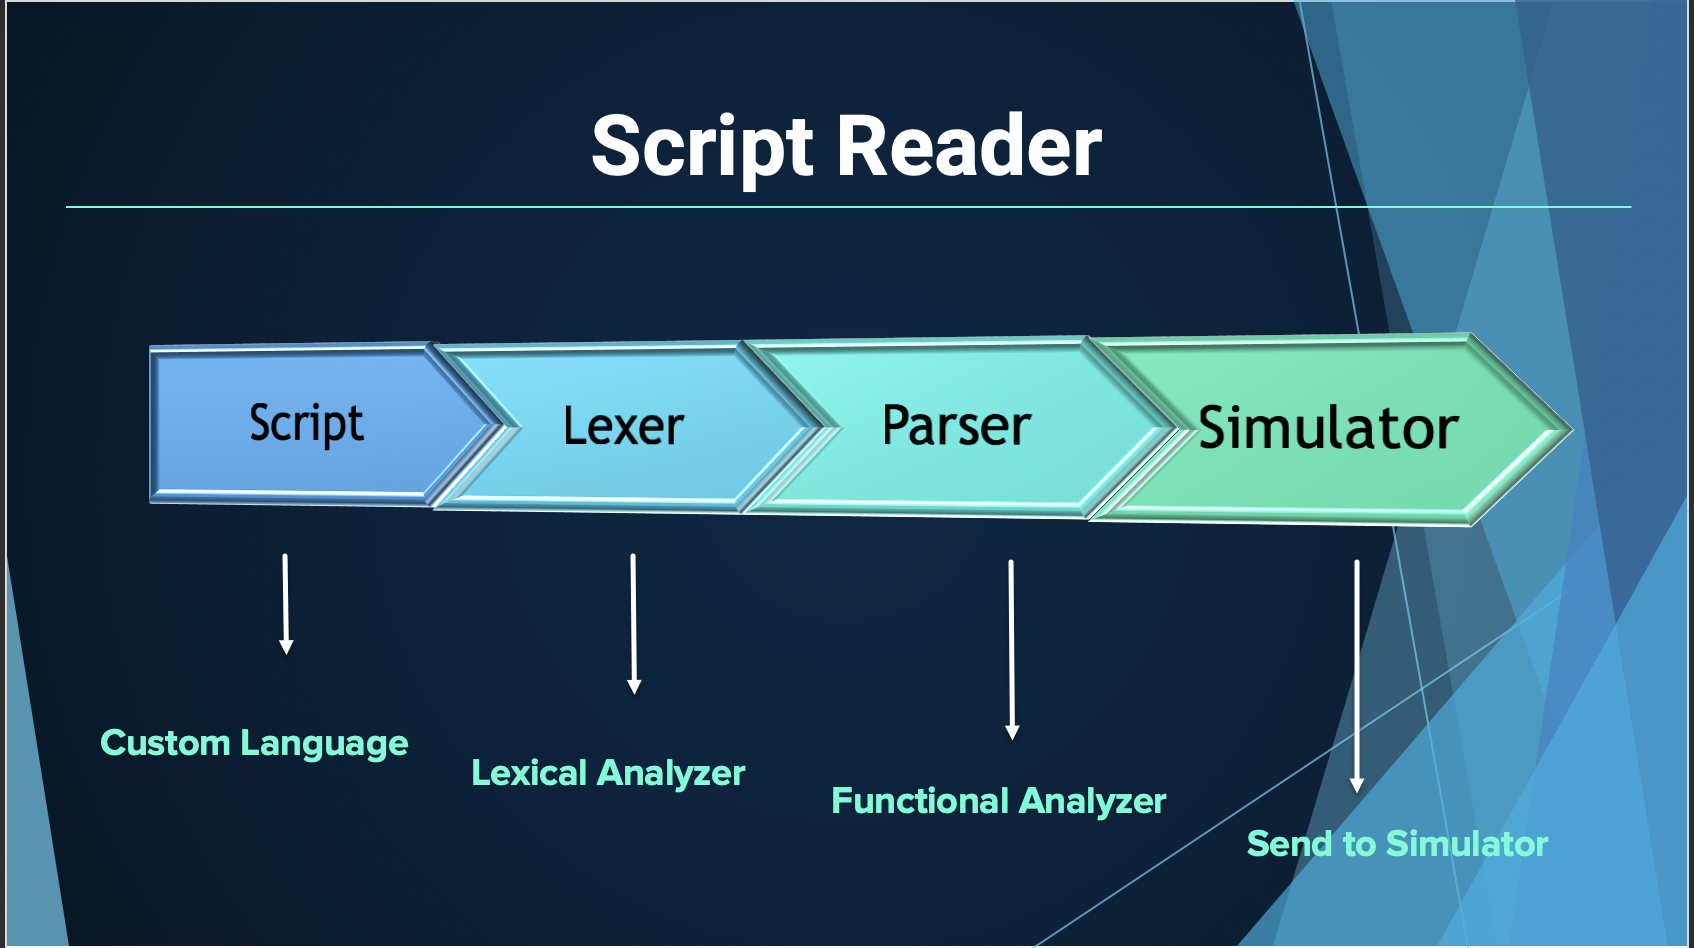 Script Reader
Script
Lexer
Parser
Simulator
Custom Language
Lexical Analyzer
Functional Analyzer
Send to Simulator